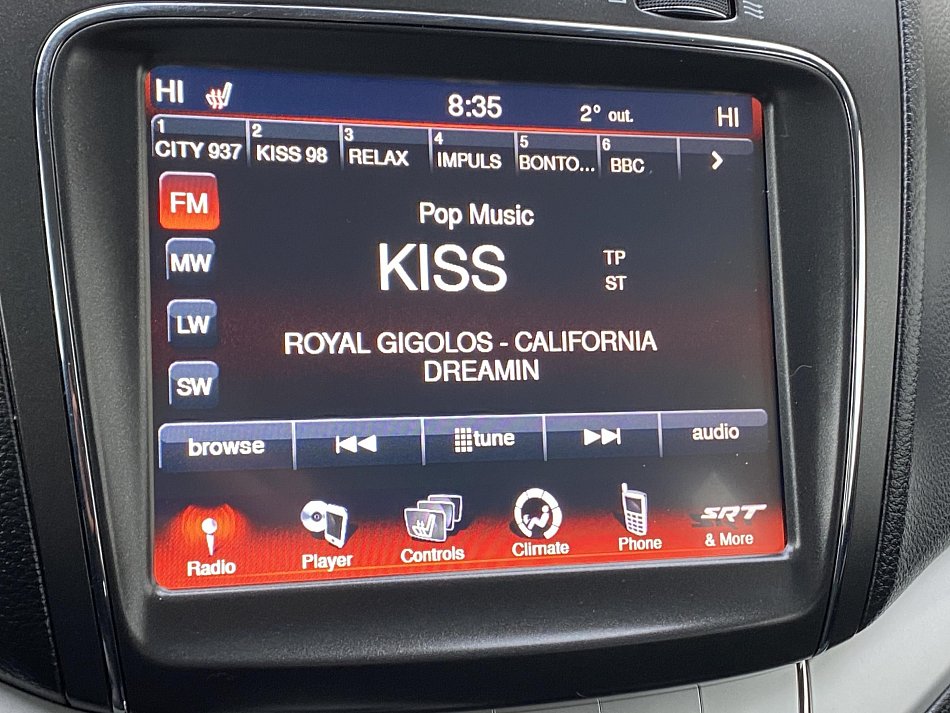 HI 8:35 2° out. HI
1 CITY 937 2 KISS 98 3 RELAX 4 IMPULS 5 BONTO... 6 BBC
FM
Pop Music
MW
KISS
TP
ST
LW
ROYAL GIGOLOS - CALIFORNIA
DREAMIN
SW
browse tune audio
Radio Player Controls Climate Phone SRT
& More